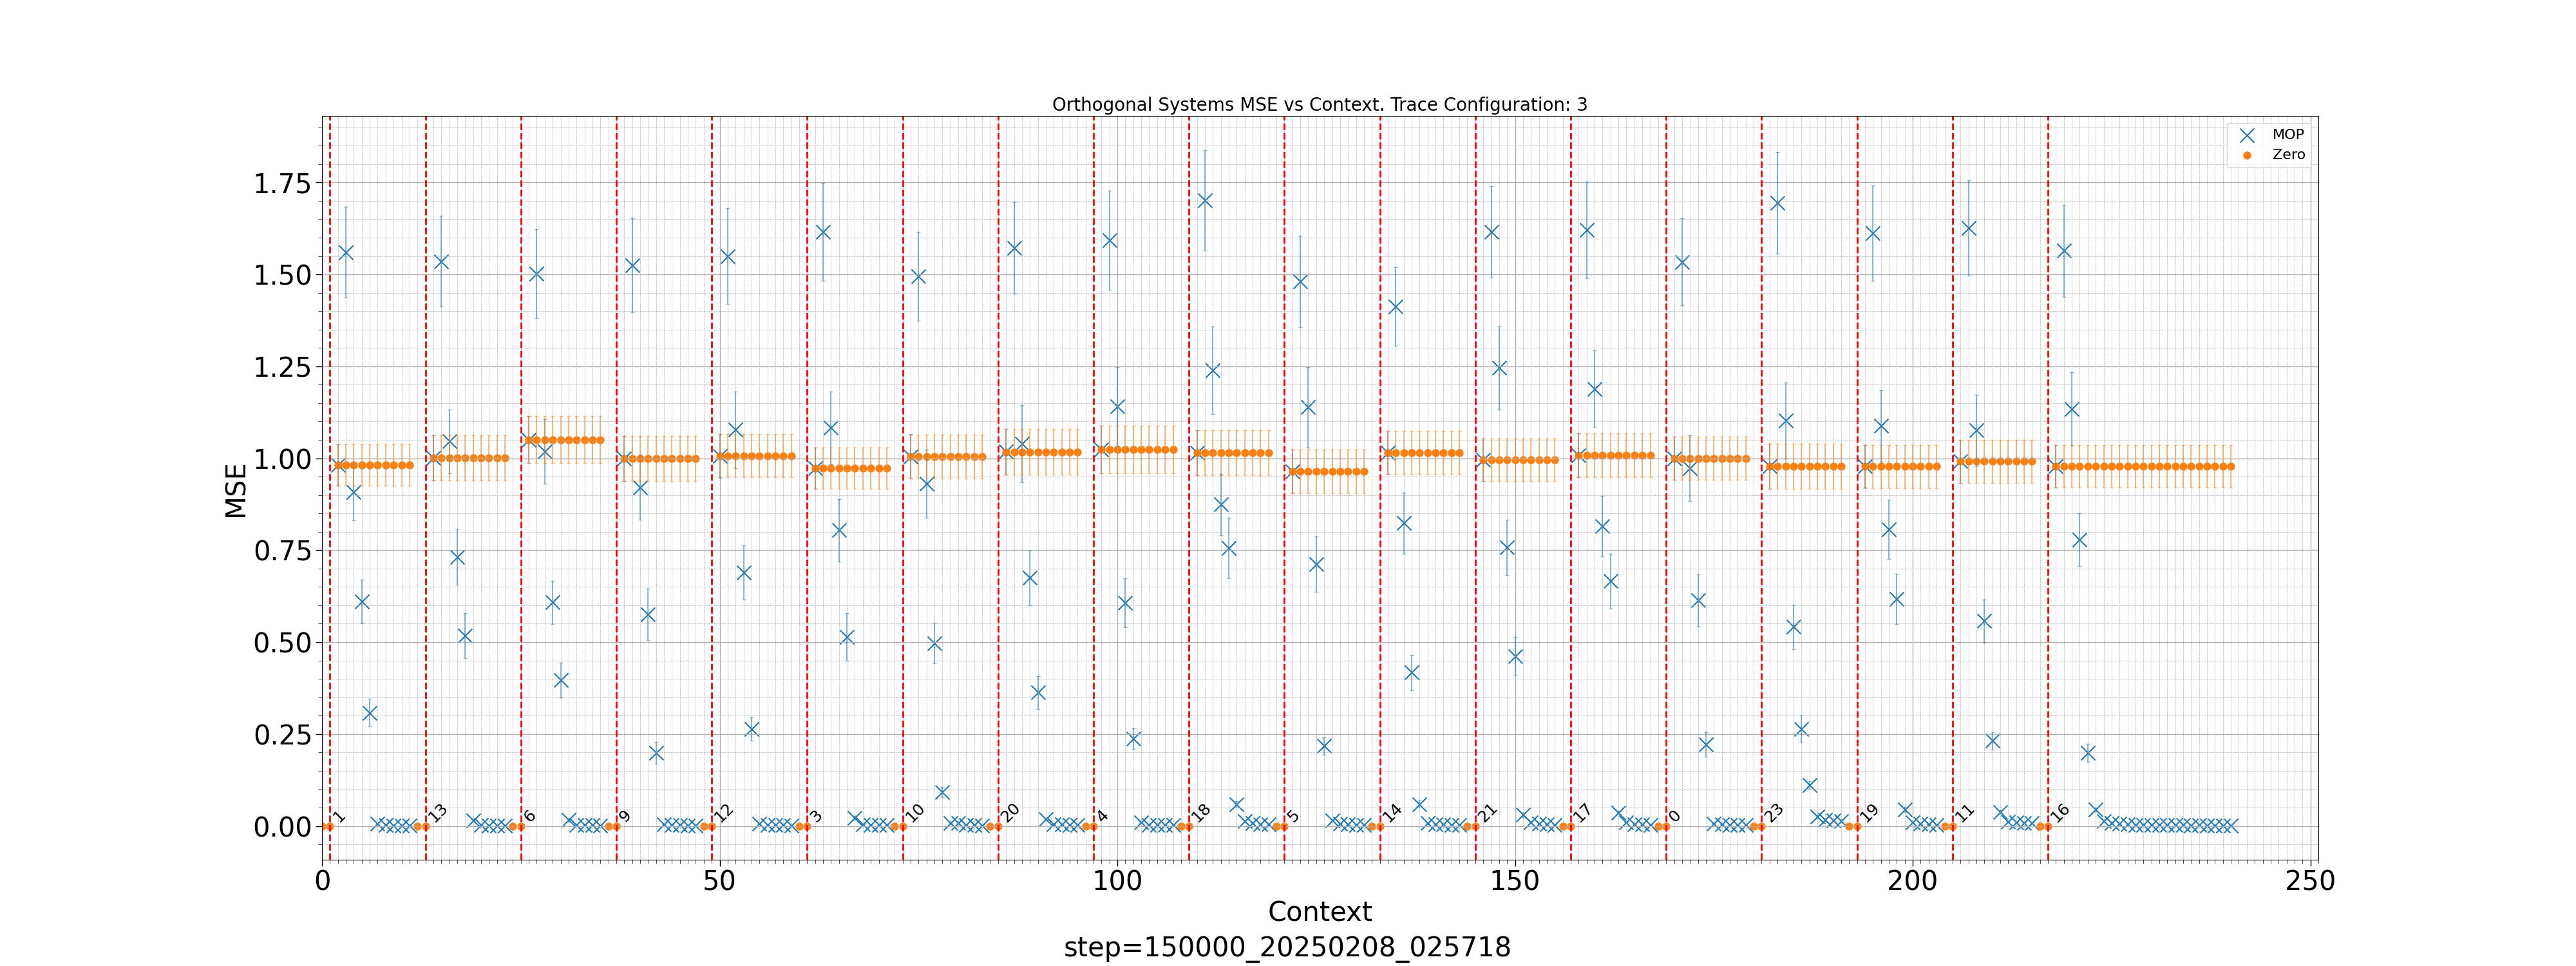 Orthogonal Systems MSE vs Context. Trace Configuration: 3
MOP
Zero
1.75
1.50
1.25
1.00
0.75
0.50
0.25
0.00
MSE
1 13 6 9 12 3 10 20 4 18 5 14 21 17 0 23 19 11 16
0 50 100 150 200 250
Context
step=150000_20250208_025718